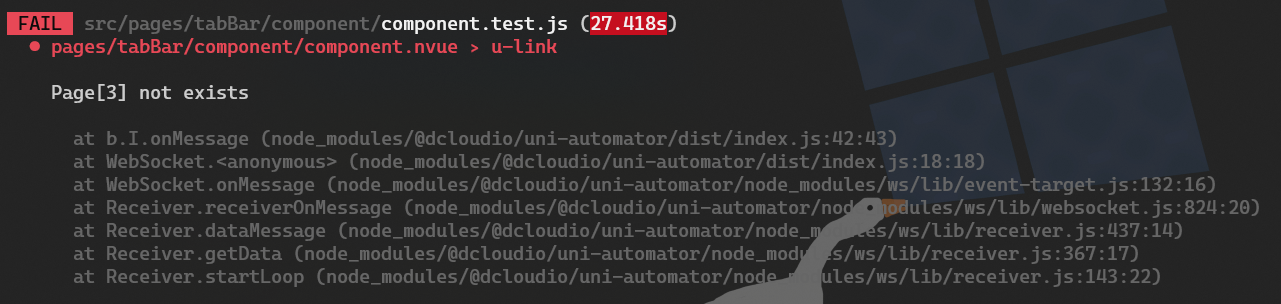 FAIL src/pages/tabBar/component/component.test.js (27.418s)
● pages/tabBar/component/component.nvue > u-link
Page[3] not exists
at b.I.onMessage (node_modules/@dcloudio/uni-automator/dist/index.js:42:43)
at WebSocket.<anonymous> (node_modules/@dcloudio/uni-automator/dist/index.js:18:18)
at WebSocket.onMessage (node_modules/@dcloudio/uni-automator/node_modules/ws/lib/event-target.js:132:16)
at Receiver.receiverOnMessage (node_modules/@dcloudio/uni-automator/node_modules/ws/lib/websocket.js:824:20)
at Receiver.dataMessage (node_modules/@dcloudio/uni-automator/node_modules/ws/lib/receiver.js:437:14)
at Receiver.getData (node_modules/@dcloudio/uni-automator/node_modules/ws/lib/receiver.js:367:17)
at Receiver.startLoop (node_modules/@dcloudio/uni-automator/node_modules/ws/lib/receiver.js:143:22)